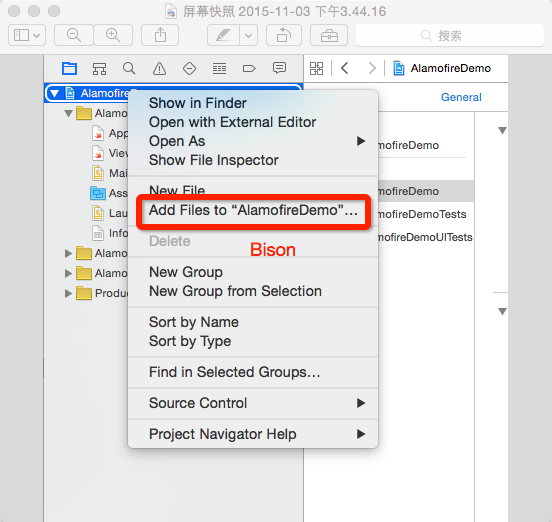 屏幕快照 2015-11-03 下午3.44.16
搜索
AlamofireDemo
General
AlamofireDe
Alamo
App
View
Mai
Ass
Lau
Info
Alamo
Alamo
Produ
Show in Finder
Open with External Editor
Open As
Show File Inspector
New File
Add Files to “AlamofireDemo”...
Delete
Bison
New Group
New Group from Selection
Sort by Name
Sort by Type
Find in Selected Groups...
Source Control
Project Navigator Help
mofireDemo
mofireDemo
mofireDemoTests
mofireDemoUITests